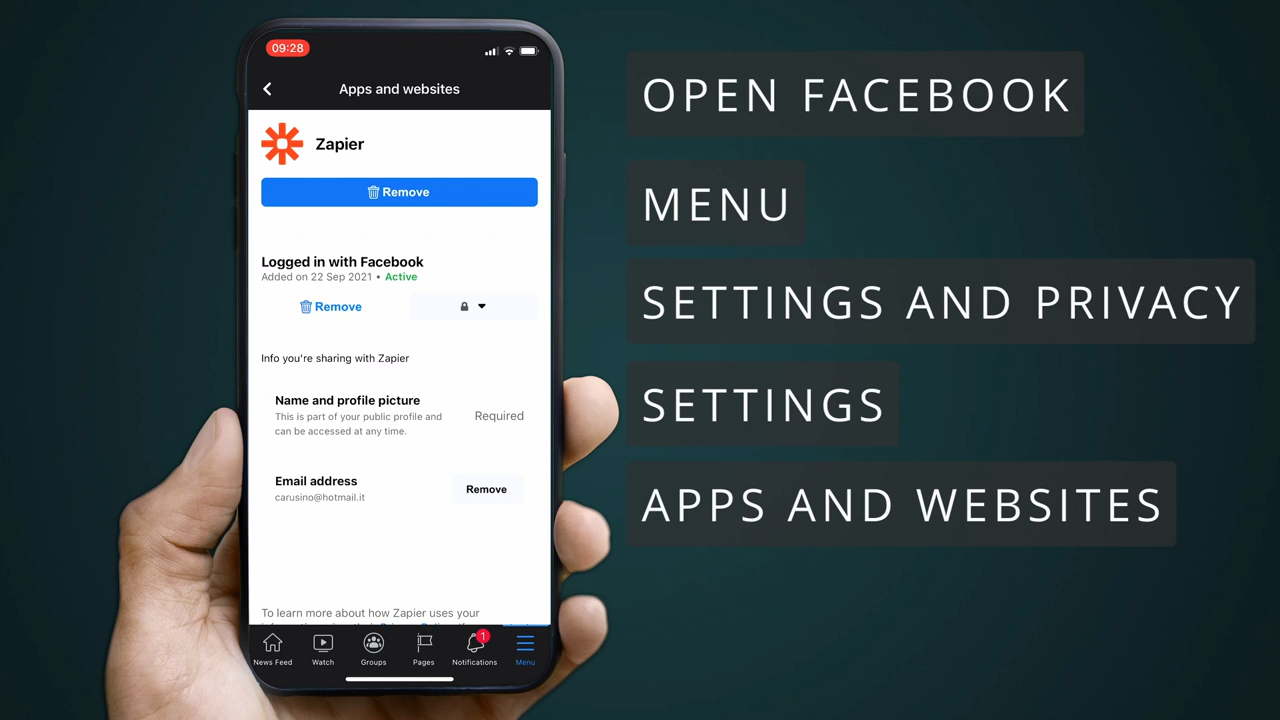 09:28
Apps and websites
Zapier
Remove
Logged in with Facebook
Added on 22 Sep 2021 • Active
Remove
Info you're sharing with Zapier
Name and profile picture
This is part of your public profile and
can be accessed at any time.
Required
Email address
carusino@hotmail.it
Remove
To learn more about how Zapier uses your
1
News Feed
Watch
Groups
Pages
Notifications
Menu
OPEN FACEBOOK
MENU
SETTINGS AND PRIVACY
SETTINGS
APPS AND WEBSITES